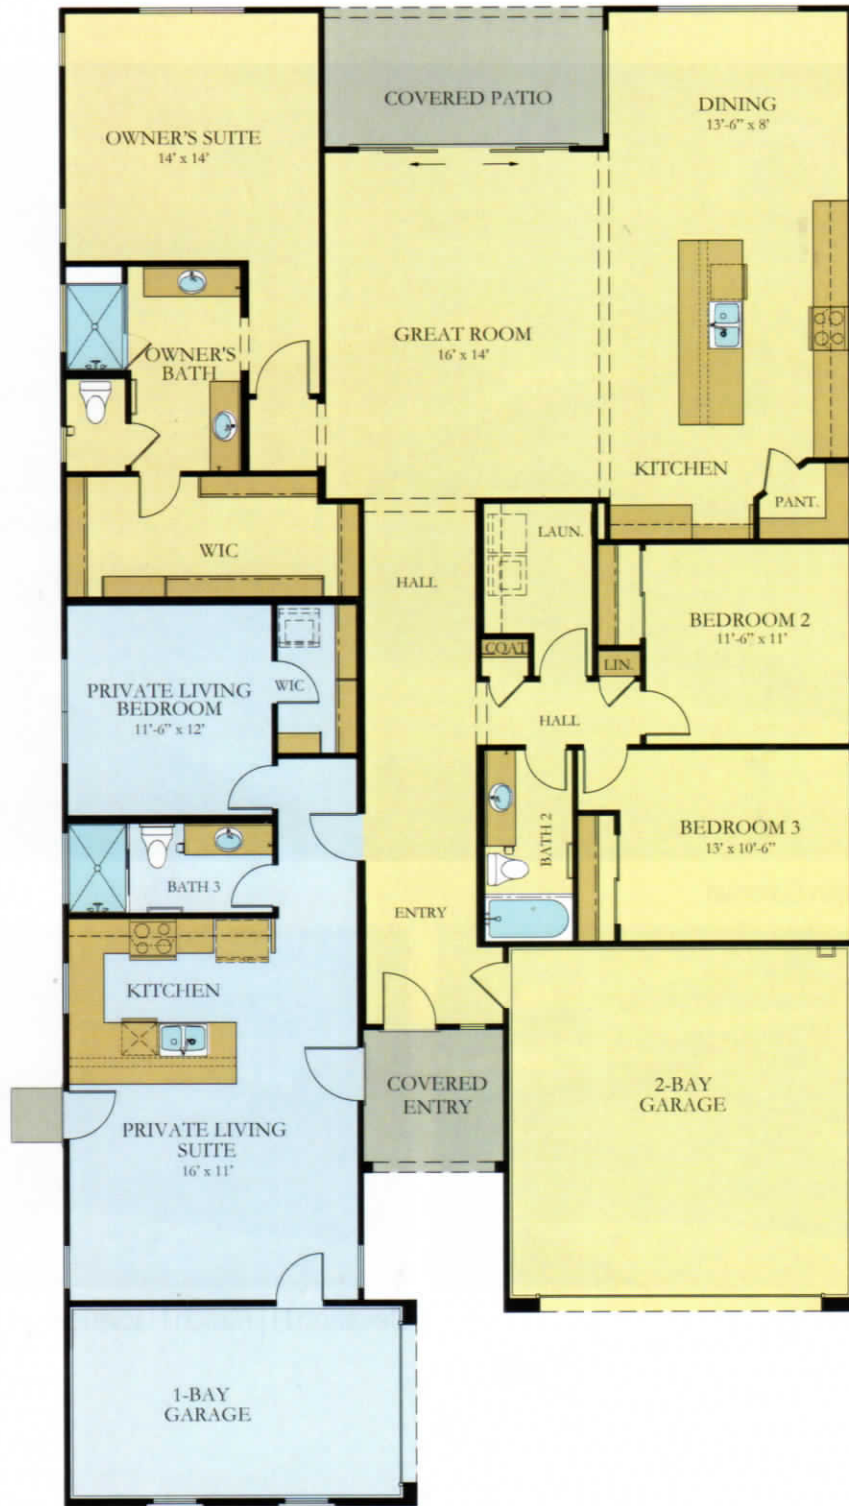 COVERED PATIO
DINING
13'-6" x 8'
OWNER'S SUITE
14' x 14'
GREAT ROOM
16' x 14'
OWNER'S
BATH
KITCHEN
PANT.
LAUN.
WIC
HALL
BEDROOM 2
11'-6" x 11'
COAT
LIN.
PRIVATE LIVING
BEDROOM
11'-6" x 12'
WIC
HALL
BEDROOM 3
13' x 10'-6"
BATH 2
BATH 3
ENTRY
KITCHEN
COVERED
ENTRY
2-BAY
GARAGE
PRIVATE LIVING
SUITE
16' x 11'
1-BAY
GARAGE